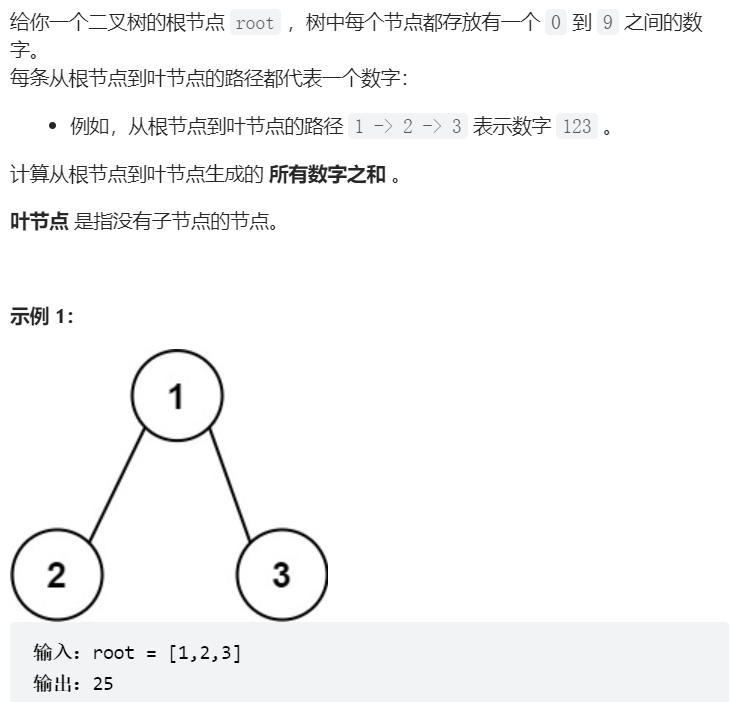 给你一个二叉树的根节点 root ，树中每个节点都存放有一个 0 到 9 之间的数
字。
每条从根节点到叶节点的路径都代表一个数字：
• 例如，从根节点到叶节点的路径 1 -> 2 -> 3 表示数字 123 。
计算从根节点到叶节点生成的 所有数字之和 。
叶节点 是指没有子节点的节点。
示例 1：
1
2 3
输入：root = [1,2,3]
输出：25